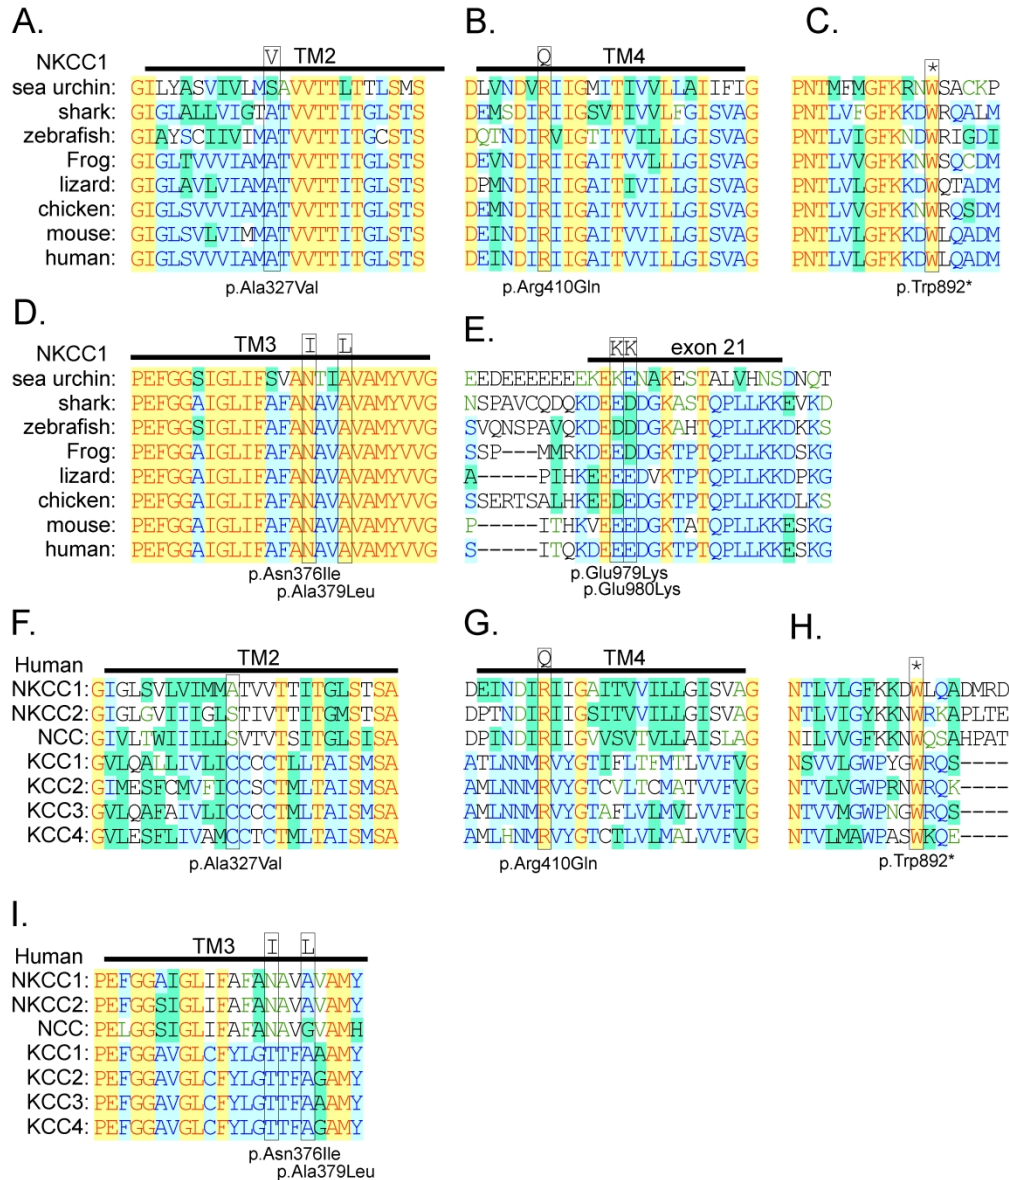 A.
NKCC1
V TM2
sea urchin: GILYASVIVLMSAVVTTLTTLSMS
shark: GIGLALLVIGTATVVTTITGLSTS
zebrafish: GIAYSCIIVIMATVVTTITGCSTS
Frog: GIGLTVVVIAMATVVTTITGLSTS
lizard: GIGLAVLVIAMATVVTTITGLSTS
chicken: GIGLSVVVIAMATVVTTITGLSTS
mouse: GIGLSVLVIMMATVVTTITGLSTS
human: GIGLSVVVIAMATVVTTITGLSTS
p.Ala327Val
B.
Q TM4
DLVNDVRIIGMITIVVLLAIIFIG
DEMSDIRIIGSVTIVVLFGISVAG
DQTNDIRVIGTITVILLLGISVAG
DEVNDIRIIGAITVVLLLGISVAG
DPMNDIRIIGAITIVILLGISVAG
DEMNDIRIIGAITVVILLGISVAG
DEINDIRIIGAITVVILLGISVAG
DEINDIRIIGAITVVILLGISVAG
p.Arg410Gln
C.
*
PNTMFMGFKRNWSACKP
PNTLVFGFKKDWRQALM
PNTLVMGFKKNDWRIGDI
PNTLVVGFKKNWSQCDM
PNTLVLGFKKDWQTADM
PNTLVVGFKKNWRQSDM
PNTLVMGFKKDWLQADM
PNTLVLGFKKDWLQADM
p.Trp892*
D.
NKCC1
TM3 I L
sea urchin: PEFGGSIGLIFSVANTIAVAMYVVG
shark: PEFGGAIGLIFAFANAVAVAMYVVG
zebrafish: PEFGGSIGLIFAFANAVAVAMYVVG
Frog: PEFGGAIGLIFAFANAVAVAMYVVG
lizard: PEFGGAIGLIFAFANAVAVAMYVVG
chicken: PEFGGAIGLIFAFANAVAVAMYVVG
mouse: PEFGGAIGLIFAFANAVAVAMYVVG
human: PEFGGAIGLIFAFANAVAVAMYVVG
p.Asn376Ile
p.Ala379Leu
E.
KK exon 21
EEDEEEEEEEKEKENAKESTALVHNSDNQT
NSPAVCQDQKDEEDDGKASTQPLLKKEVKD
SVQNSPAVQKDEDDDGKAHTQPLLKKDKKS
SSP---MMRKDEEDDGKTPTQPLLKKDSKG
A-----PIHKEEEEDVKTPTQPLLKKDPKG
SSERTSALHKEEDEDGKTPTQPLLKKDLKS
P-----ITHKVEEEDGKTATQPLLKKESKG
S-----ITQKDEEEDGKTPTQPLLKKESKG
p.Glu979Lys
p.Glu980Lys
F.
Human
TM2
NKCC1: GIGLSVLVIMMATVVTTITGLSTSA
NKCC2: GIGLGVIIIGLSTIVTTITGMSTSA
NCC: GIVLTWIIILLSVTVTSITGLSISA
KCC1: GVLQALLIVLICCCCTLLTAISMSA
KCC2: GIMESFCMVFICCSCTMLTAISMSA
KCC3: GVLQAFAIVLICCCCTMLTAISMSA
KCC4: GVLESFLIVAMCCTCTMLTAISMSA
p.Ala327Val
G.
Q TM4
DEINDIRIIGAITVVILLGISVAG
DPTNDIRIIGSITVVILLGISVAG
DPINDIRIIGVVSVTVLLAISLAG
ATLNNMRVYGTIFLTFMTLVVFVG
AMLNNMRVYGTCVLTCMATVVFVG
AMLNNMRVYGTAFLVLMVLVVFIG
AMLHNMRVYGTCTLVLMALVVFVG
p.Arg410Gln
H.
*
NTLVLGFKKDWLQADMRD
NTLVIGYKKNWRKAPLTE
NILVVGFKKNWQSAHPAT
NSVVLGWPYGWRQS----
NTVLVGWPRNWRQK----
NTVVMGWPNGWRQS----
NTVLMAWPASWKQE----
p.Trp892*
I.
Human
TM3 I L
NKCC1: PEFGGAIGLIFAFANAVAVAMY
NKCC2: PEFGGSIGLIFAFANAVAVAMY
NCC: PELGGSIGLIFAFANAVGVAMH
KCC1: PEFGGAVGLCFYLGTTFAAAMY
KCC2: PEFGGAVGLCFYLGTTFAGAMY
KCC3: PEFGGAVGLCFYLGTTFAAAMY
KCC4: PEFGGAVGLCFYLGTTFAGAMY
p.Asn376Ile
p.Ala379Leu